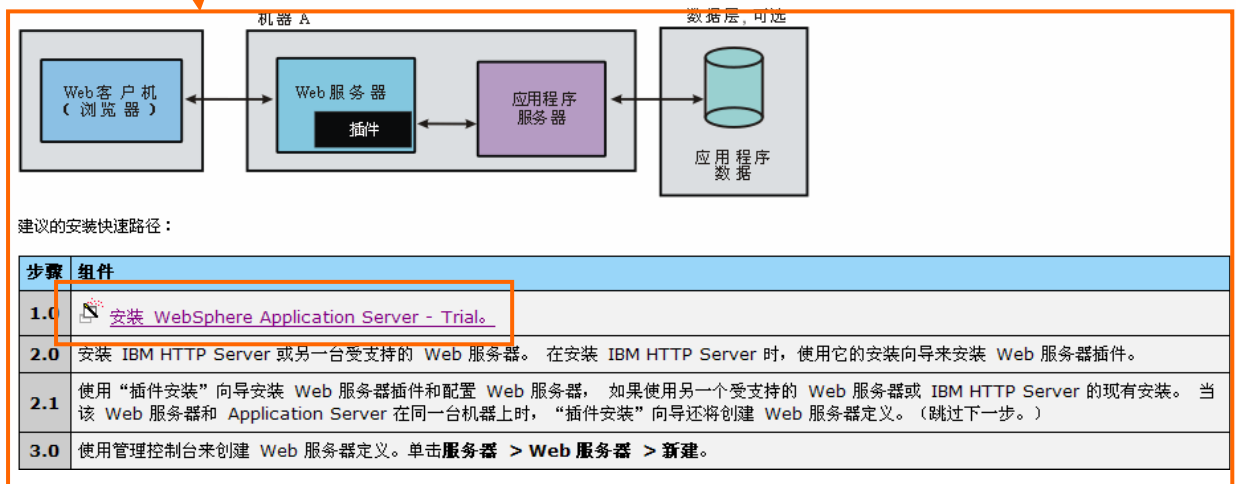 机器 A
数据层, 可选
Web客户机
( 浏览器 )
Web服务器
插件
应用程序
服务器
应用程序
数据
建议的安装快速路径：
步骤 组件
1.0 安装 WebSphere Application Server - Trial。
2.0 安装 IBM HTTP Server 或另一台受支持的 Web 服务器。 在安装 IBM HTTP Server 时，使用它的安装向导来安装 Web 服务器插件。
2.1 使用“插件安装”向导安装 Web 服务器插件和配置 Web 服务器， 如果使用另一个受支持的 Web 服务器或 IBM HTTP Server 的现有安装。 当
该 Web 服务器和 Application Server 在同一台机器上时，“插件安装”向导还将创建 Web 服务器定义。（跳过下一步。）
3.0 使用管理控制台来创建 Web 服务器定义。单击服务器 > Web 服务器 > 新建。